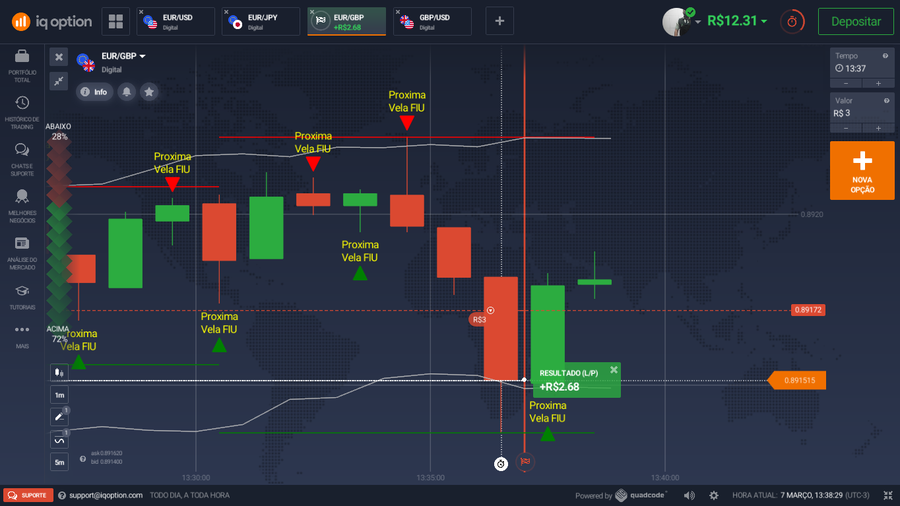 iq option
EUR/USD
Digital
EUR/JPY
Digital
EUR/GBP
+R$2.68
GBP/USD
Digital
R$12.31
Depositar
PORTFÓLIO
TOTAL
HISTÓRICO DE
TRADING
CHATS E
SUPORTE
MELHORES
NEGÓCIOS
ANÁLISE DO
MERCADO
TUTORIAIS
MAIS
EUR/GBP
Digital
Info
ABAIXO
28%
ACIMA
72%
Proxima
Vela FIU
Proxima
Vela FIU
Proxima
Vela FIU
Proxima
Vela FIU
Proxima
Vela FIU
roxima
Vela FIU
Proxima
Vela FIU
R$3
RESULTADO (L/P)
+R$2.68
0.8920
0.89172
0.891515
1m
1
1
5m
ask 0.891620
bid 0.891400
13:30:00
13:35:00
13:40:00
Tempo
13:37
Valor
R$ 3
NOVA
OPÇÃO
SUPORTE
support@iqoption.com
TODO DIA, A TODA HORA
Powered by
quadcode
HORA ATUAL: 7 MARÇO, 13:38:29 (UTC-3)